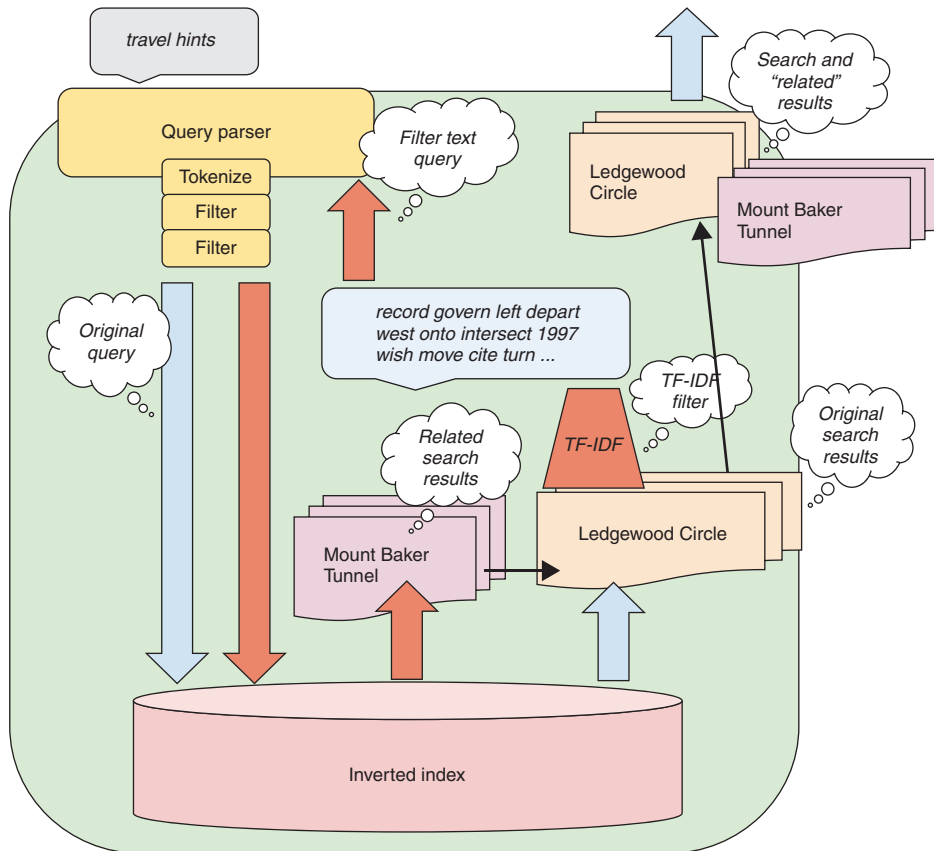 travel hints
Query parser
Tokenize
Filter
Filter
Filter text
query
Search and
“related”
results
Ledgewood
Circle
Mount Baker
Tunnel
Original
query
record govern left depart
west onto intersect 1997
wish move cite turn ...
TF-IDF
filter
TF-IDF
Original
search
results
Related
search
results
Mount Baker
Tunnel
Ledgewood Circle
Inverted index